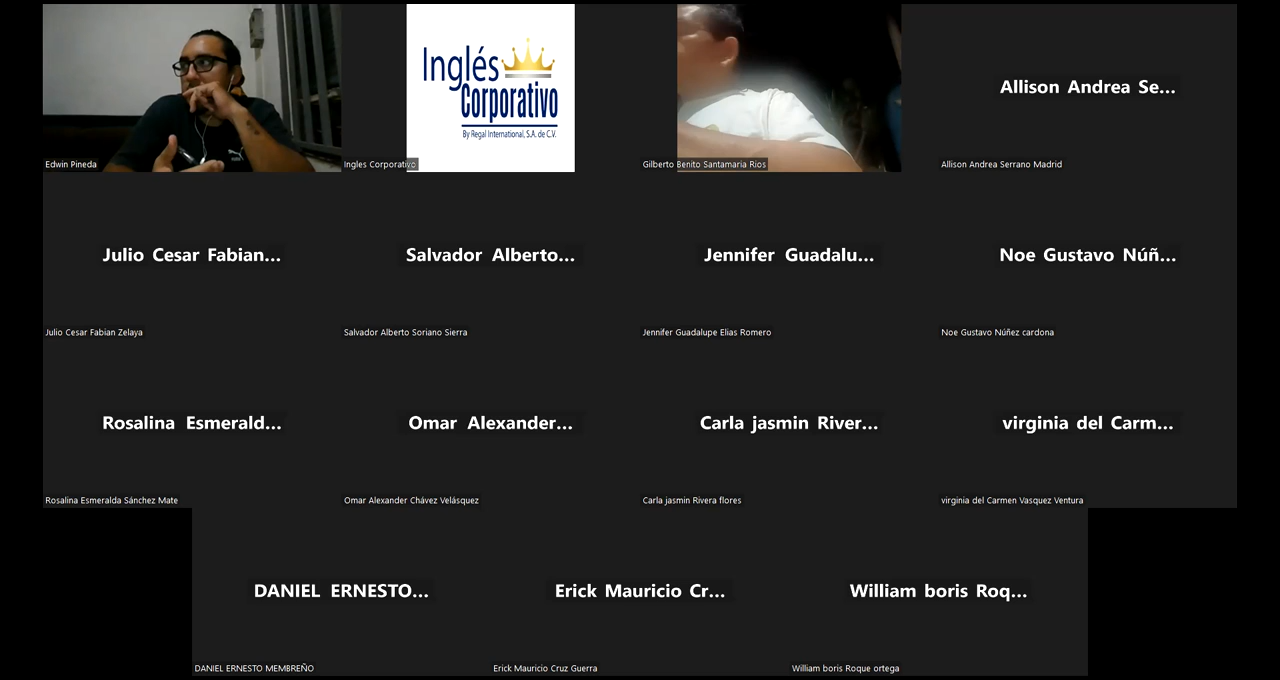 Inglés
Corporativo
By Regal International, S.A. de C.V.
Allison Andrea Se...
Edwin Pineda
Ingles Corporativo
Gilberto Benito Santamaria Rios
Allison Andrea Serrano Madrid
Julio Cesar Fabian...
Salvador Alberto...
Jennifer Guadalu...
Noe Gustavo Núñ...
Julio Cesar Fabian Zelaya
Salvador Alberto Soriano Sierra
Jennifer Guadalupe Elias Romero
Noe Gustavo Núñez cardona
Rosalina Esmerald...
Omar Alexander...
Carla jasmin River...
virginia del Carm...
Rosalina Esmeralda Sánchez Mate
Omar Alexander Chávez Velásquez
Carla jasmin Rivera flores
virginia del Carmen Vasquez Ventura
DANIEL ERNESTO...
Erick Mauricio Cr...
William boris Roq...
DANIEL ERNESTO MEMBREÑO
Erick Mauricio Cruz Guerra
William boris Roque ortega